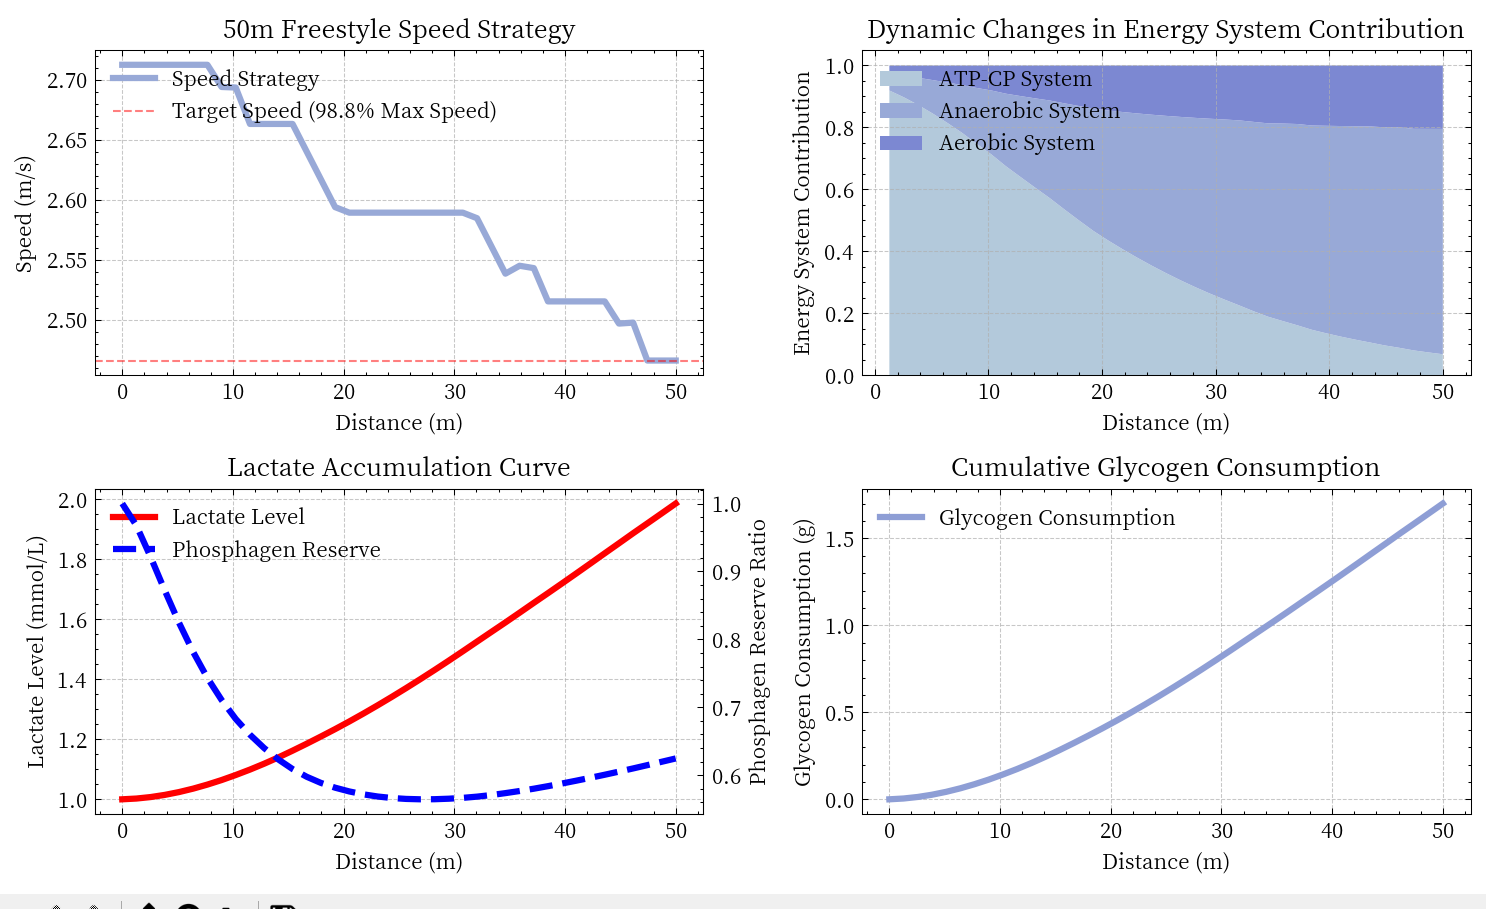 50m Freestyle Speed Strategy
Speed (m/s)
2.70
2.65
2.60
2.55
2.50
Speed Strategy
Target Speed (98.8% Max Speed)
0 10 20 30 40 50
Distance (m)
Dynamic Changes in Energy System Contribution
Energy System Contribution
1.0
0.8
0.6
0.4
0.2
0.0
ATP-CP System
Anaerobic System
Aerobic System
0 10 20 30 40 50
Distance (m)
Lactate Accumulation Curve
Lactate Level (mmol/L)
2.0
1.8
1.6
1.4
1.2
1.0
Lactate Level
Phosphagen Reserve
1.0
0.9
0.8
0.7
0.6
Phosphagen Reserve Ratio
0 10 20 30 40 50
Distance (m)
Cumulative Glycogen Consumption
Glycogen Consumption (g)
1.5
1.0
0.5
0.0
Glycogen Consumption
0 10 20 30 40 50
Distance (m)